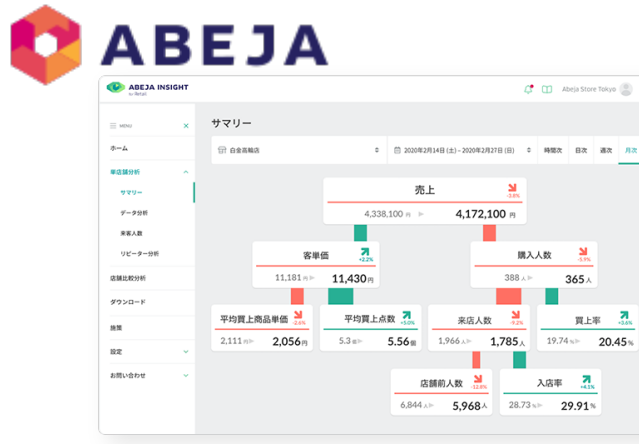 ABEJA
ABEJA INSIGHT
for Retail
Abeja Store Tokyo
MENU
サマリー
ホーム
白金高輪店
2020年2月14日 (土) – 2020年2月27日 (日)
時間次
日次
週次
月次
単店舗分析
サマリー
データ分析
来客人数
リピーター分析
店舗比較分析
ダウンロード
施策
設定
お問い合わせ
売上
-3.8%
4,338,100 円
4,172,100 円
客単価
+2.2%
11,181 円
11,430 円
購入人数
-5.9%
388 人
365 人
平均買上商品単価
-2.6%
2,111 円
2,056 円
平均買上点数
+5.0%
5.3 個
5.56 個
来店人数
-9.2%
1,966 人
1,785 人
買上率
+3.6%
19.74 %
20.45 %
店舗前人数
-12.8%
6,844 人
5,968 人
入店率
+4.1%
28.73 %
29.91 %